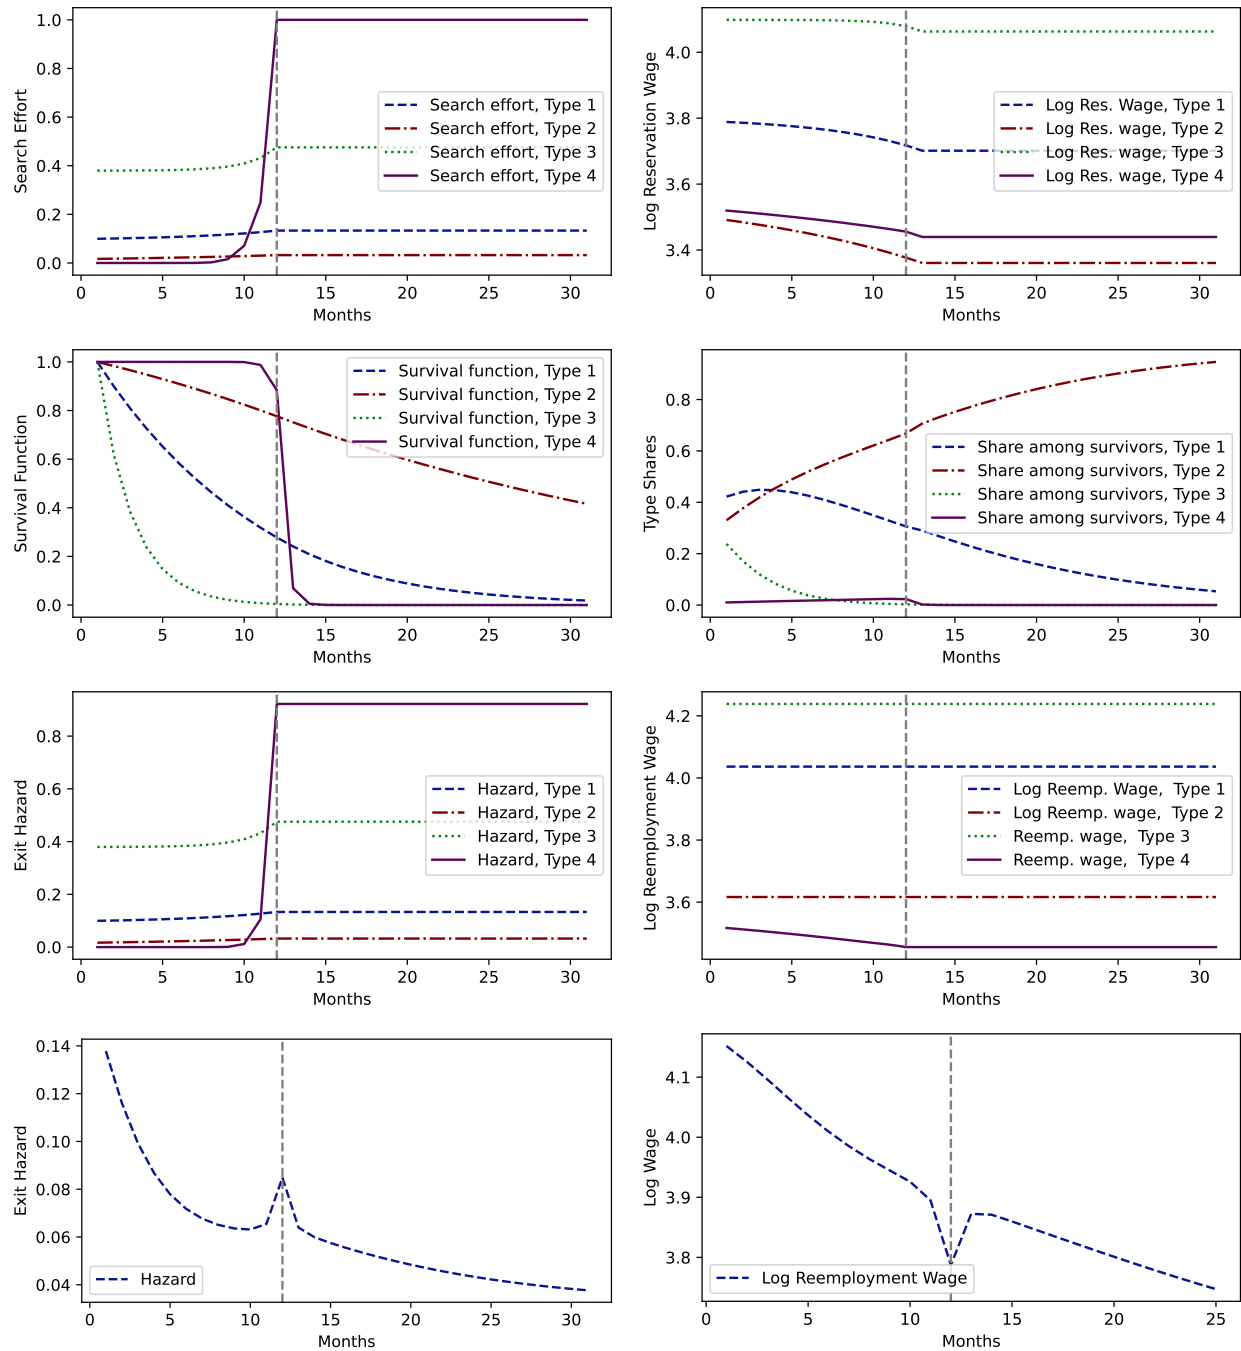 Search Effort
1.0
0.8
0.6
0.4
0.2
0.0
Search effort, Type 1
Search effort, Type 2
Search effort, Type 3
Search effort, Type 4
0 5 10 15 20 25 30
Months
Log Reservation Wage
4.0
3.8
3.6
3.4
Log Res. Wage, Type 1
Log Res. wage, Type 2
Log Res. wage, Type 3
Log Res. wage, Type 4
0 5 10 15 20 25 30
Months
Survival Function
1.0
0.8
0.6
0.4
0.2
0.0
Survival function, Type 1
Survival function, Type 2
Survival function, Type 3
Survival function, Type 4
0 5 10 15 20 25 30
Months
Type Shares
0.8
0.6
0.4
0.2
0.0
Share among survivors, Type 1
Share among survivors, Type 2
Share among survivors, Type 3
Share among survivors, Type 4
0 5 10 15 20 25 30
Months
Exit Hazard
0.8
0.6
0.4
0.2
0.0
Hazard, Type 1
Hazard, Type 2
Hazard, Type 3
Hazard, Type 4
0 5 10 15 20 25 30
Months
Log Reemployment Wage
4.2
4.0
3.8
3.6
Log Reemp. Wage,  Type 1
Log Reemp. wage,  Type 2
Reemp. wage,  Type 3
Reemp. wage,  Type 4
0 5 10 15 20 25 30
Months
Exit Hazard
0.14
0.12
0.10
0.08
0.06
0.04
Hazard
0 5 10 15 20 25 30
Months
Log Wage
4.1
4.0
3.9
3.8
Log Reemployment Wage
0 5 10 15 20 25
Months